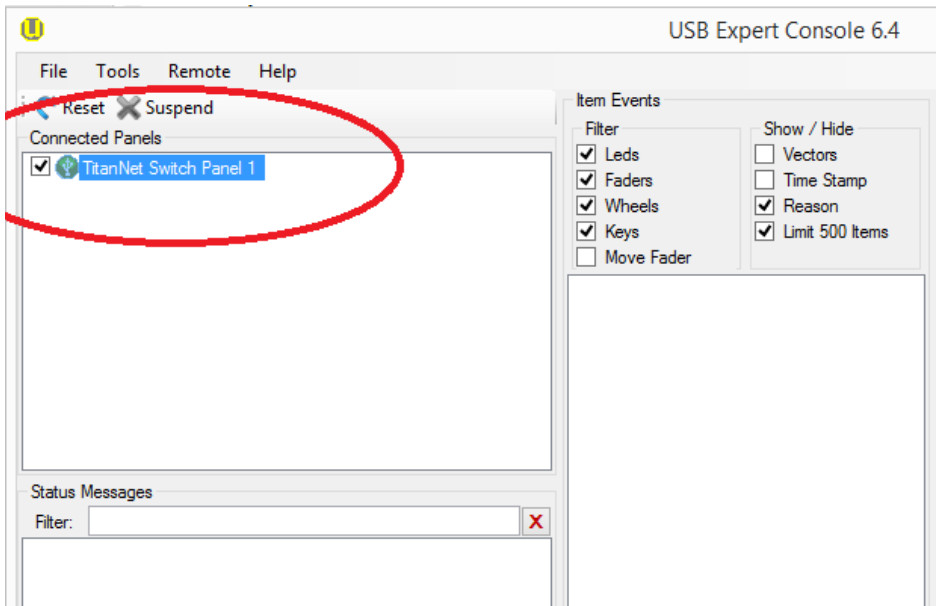 USB Expert Console 6.4
File Tools Remote Help
Reset Suspend
Connected Panels
TitanNet Switch Panel 1
Item Events
Filter
Leds
Faders
Wheels
Keys
Move Fader
Show / Hide
Vectors
Time Stamp
Reason
Limit 500 Items
Status Messages
Filter:
X